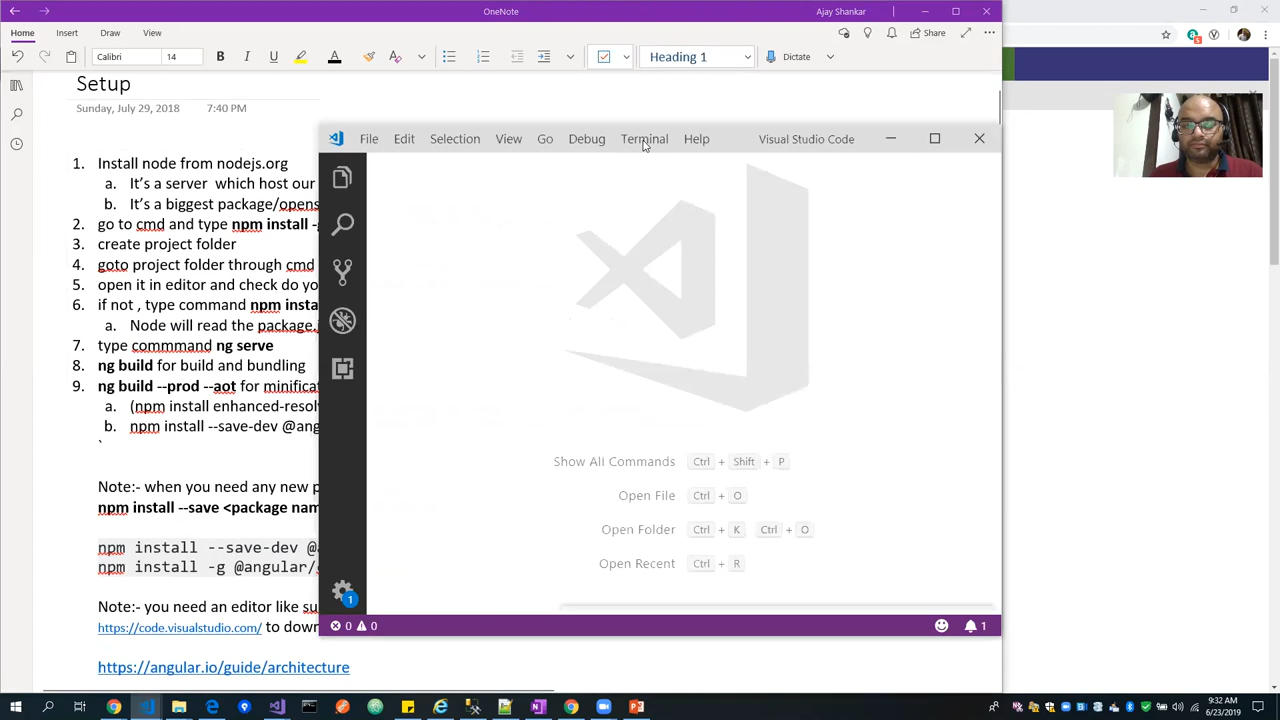 OneNote
Ajay Shankar
Home Insert Draw View
Share
Calibri 14
B I U A
Heading 1
Dictate
Setup
Sunday, July 29, 2018 7:40 PM
File Edit Selection View Go Debug Terminal Help
Visual Studio Code
1. Install node from nodejs.org
a. It's a server which host our
b. It's a biggest package/opens
2. go to cmd and type npm install -g
3. create project folder
4. goto project folder through cmd
5. open it in editor and check do yo
6. if not , type command npm insta
a. Node will read the package.
7. type commmand ng serve
8. ng build for build and bundling
9. ng build --prod --aot for minificat
a. (npm install enhanced-resolv
b. npm install --save-dev @ang
`
Note:- when you need any new p
npm install --save <package nam
npm install --save-dev @
npm install -g @angular/
Note:- you need an editor like su
https://code.visualstudio.com/ to down
https://angular.io/guide/architecture
Show All Commands Ctrl + Shift + P
Open File Ctrl + O
Open Folder Ctrl + K Ctrl + O
Open Recent Ctrl + R
1
0 0
1
9:32 AM
6/23/2019